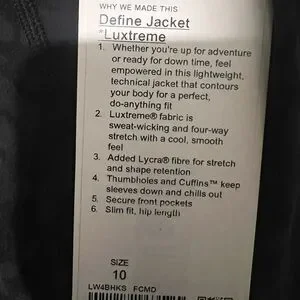 WHY WE MADE THIS
Define Jacket
*Luxtreme
1. Whether you're up for adventure
or ready for down time, feel
empowered in this lightweight,
technical jacket that contours
your body for a perfect,
do-anything fit
2. Luxtreme® fabric is
sweat-wicking and four-way
stretch with a cool, smooth
feel
3. Added Lycra® fibre for stretch
and shape retention
4. Thumbholes and Cuffins™ keep
sleeves down and chills out
5. Secure front pockets
6. Slim fit, hip length
SIZE
10
LW4BHKS FCMD